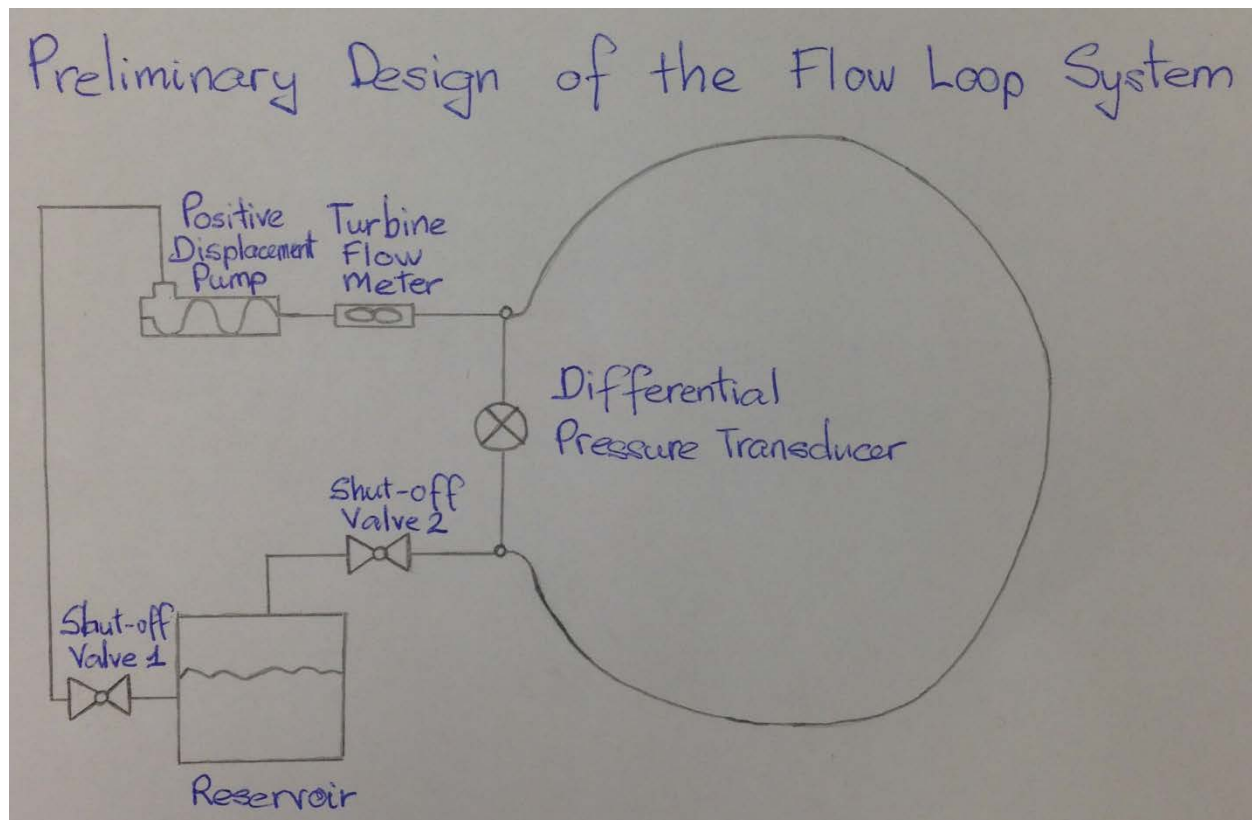 Preliminary Design of the Flow Loop System
Positive
Displacement
Pump
Turbine
Flow
Meter
Differential
Pressure Transducer
Shut-off
Valve 2
Shut-off
Valve 1
Reservoir